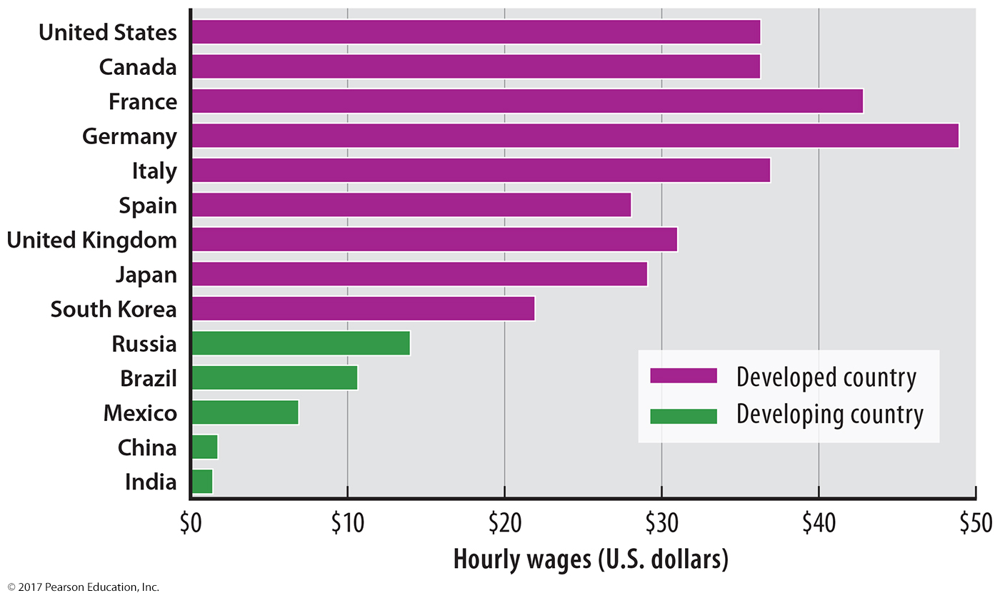 United States
Canada
France
Germany
Italy
Spain
United Kingdom
Japan
South Korea
Russia
Brazil
Mexico
China
India
Developed country
Developing country
$0 $10 $20 $30 $40 $50
Hourly wages (U.S. dollars)
© 2017 Pearson Education, Inc.